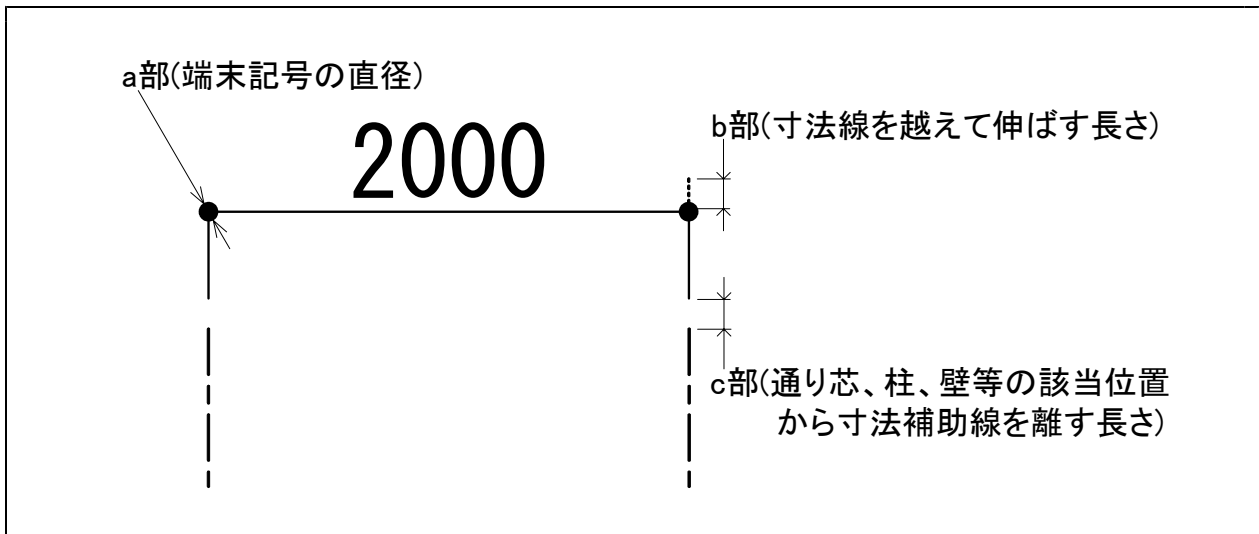 a部(端末記号の直径)
2000
b部(寸法線を越えて伸ばす長さ)
c部(通り芯、柱、壁等の該当位置
から寸法補助線を離す長さ)